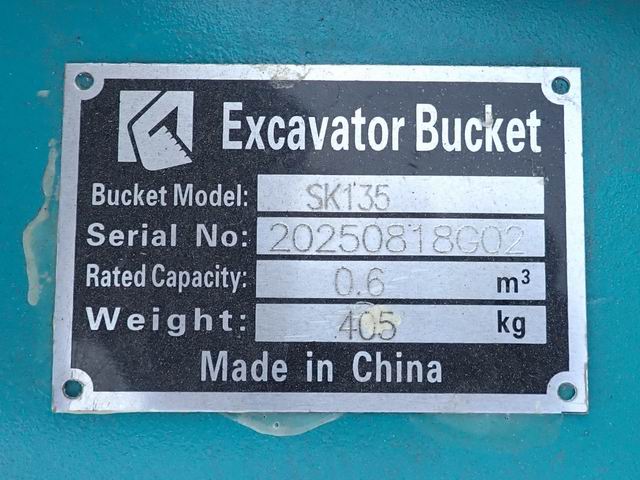 Excavator Bucket
Bucket Model: SK135
Serial No: 20250818G02
Rated Capacity: 0.6 m³
Weight: 405 kg
Made in China